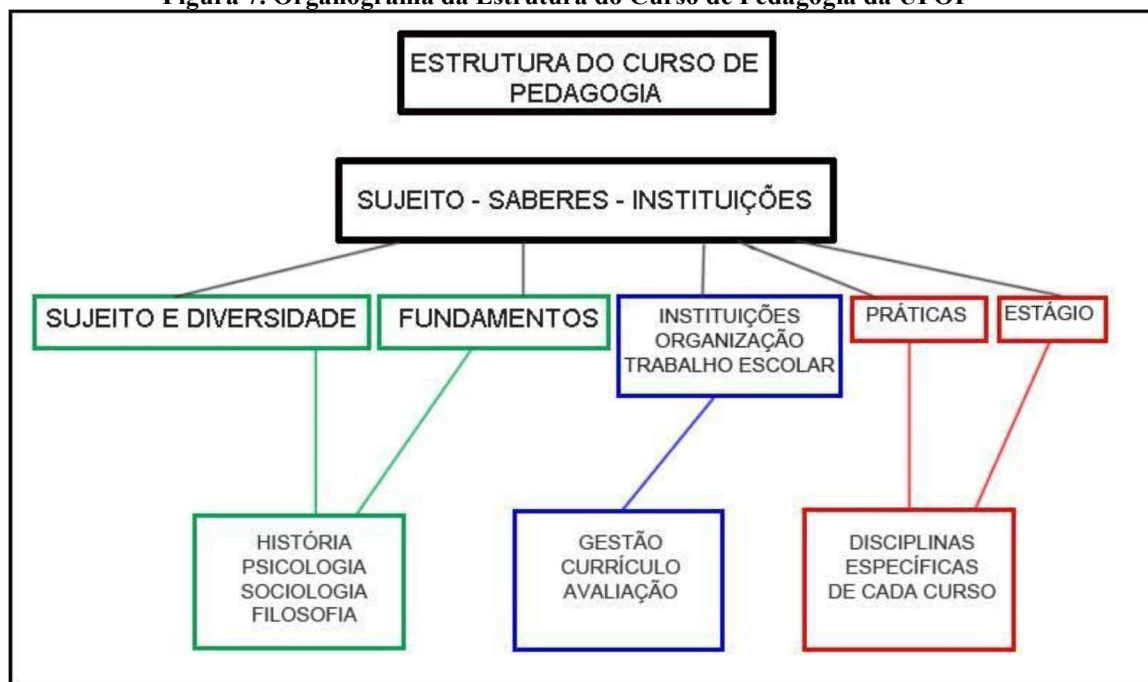 Figura 7. Organograma da Estrutura do Curso de Pedagogia da UFOP
ESTRUTURA DO CURSO DE
PEDAGOGIA
SUJEITO - SABERES - INSTITUIÇÕES
SUJEITO E DIVERSIDADE
FUNDAMENTOS
INSTITUIÇÕES
ORGANIZAÇÃO
TRABALHO ESCOLAR
PRÁTICAS
ESTÁGIO
HISTÓRIA
PSICOLOGIA
SOCIOLOGIA
FILOSOFIA
GESTÃO
CURRÍCULO
AVALIAÇÃO
DISCIPLINAS
ESPECÍFICAS
DE CADA CURSO